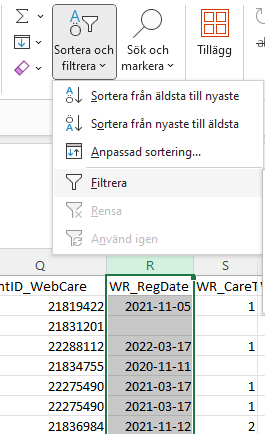 Sortera och
filtrera
Sök och
markera
Tillägg
Sortera från äldsta till nyaste
Sortera från nyaste till äldsta
Anpassad sortering...
Filtrera
Rensa
Använd igen
Q R S
ntID_WebCare WR_RegDate WR_CareT
21819422 2021-11-05 1
21831201
22288112 2022-03-17 1
21834755 2020-11-11
22275490 2021-03-17 1
22275490 2021-03-17 1
21836984 2021-11-12 2